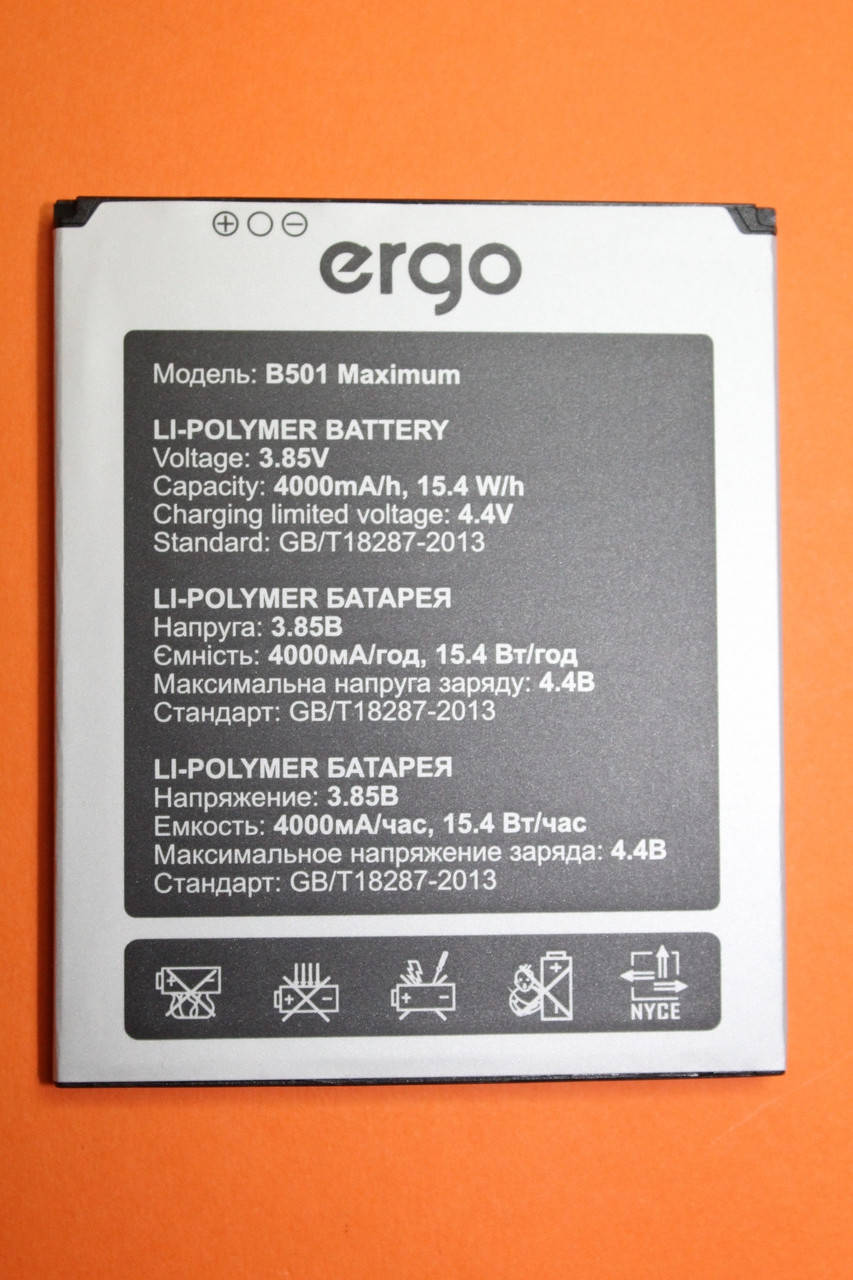 ergo
Модель: B501 Maximum
LI-POLYMER BATTERY
Voltage: 3.85V
Capacity: 4000mA/h, 15.4 W/h
Charging limited voltage: 4.4V
Standard: GB/T18287-2013
LI-POLYMER БАТАРЕЯ
Напруга: 3.85В
Ємність: 4000мА/год, 15.4 Вт/год
Максимальна напруга заряду: 4.4В
Стандарт: GB/T18287-2013
LI-POLYMER БАТАРЕЯ
Напряжение: 3.85В
Емкость: 4000мА/час, 15.4 Вт/час
Максимальное напряжение заряда: 4.4В
Стандарт: GB/T18287-2013
NYCE